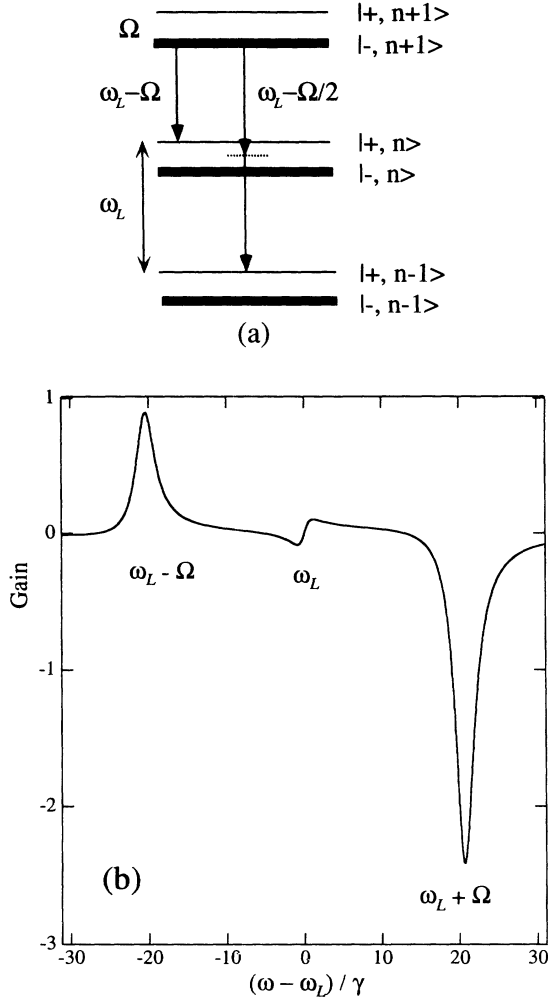 |+, n+1>
Ω
|-, n+1>
ω_L−Ω
ω_L−Ω/2
|+, n>
|-, n>
ω_L
|+, n-1>
|-, n-1>
(a)
1
0
-1
-2
-3
Gain
ω_L - Ω
ω_L
ω_L + Ω
(b)
-30 -20 -10 0 10 20 30
(ω − ω_L) / γ